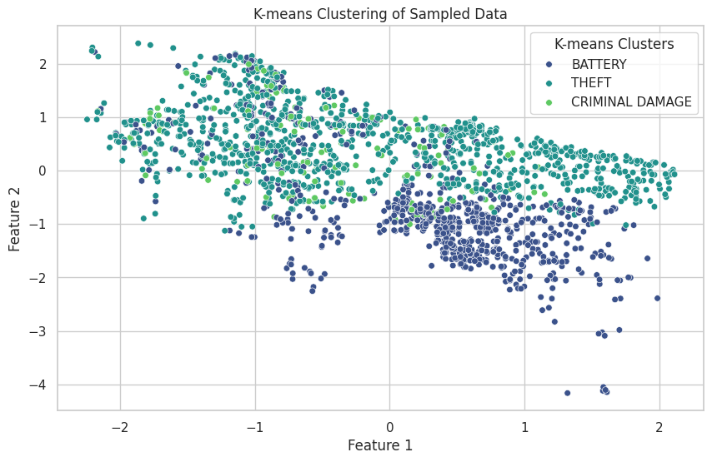 K-means Clustering of Sampled Data
K-means Clusters
BATTERY
THEFT
CRIMINAL DAMAGE
Feature 2
2
1
0
−1
−2
−3
−4
−2
−1
0
1
2
Feature 1